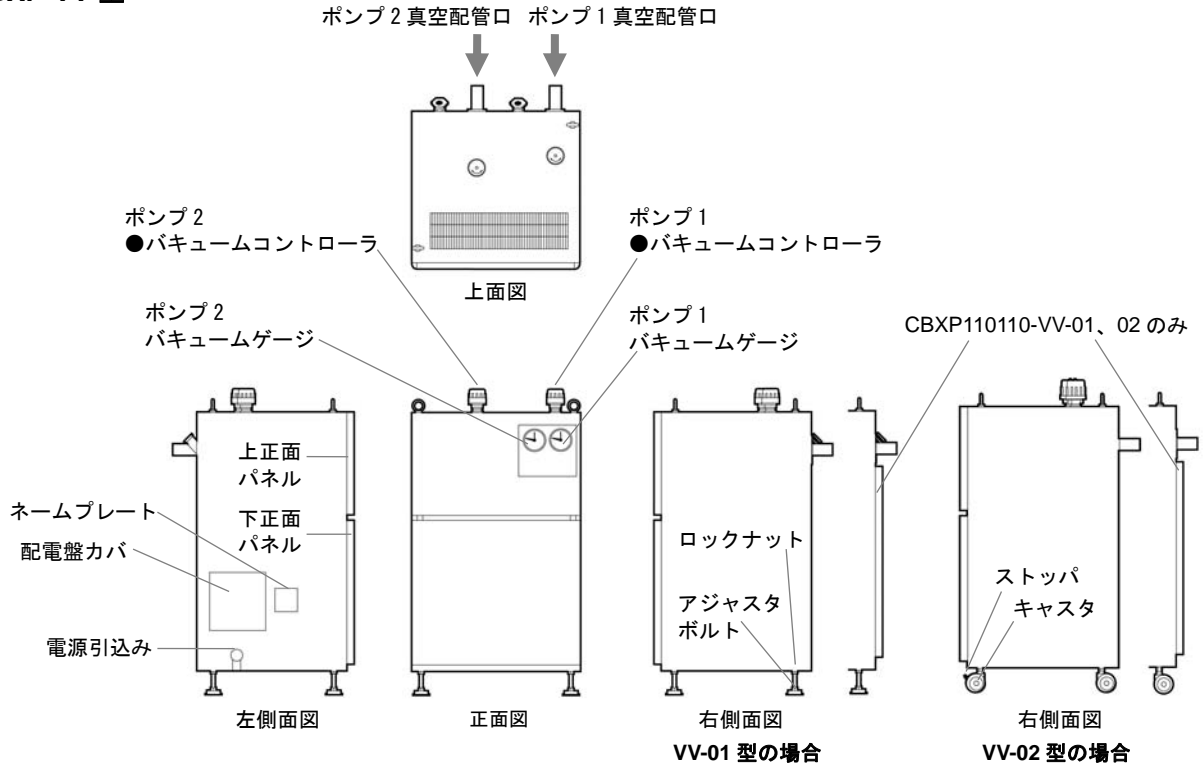 ポンプ 2 真空配管口 ポンプ 1 真空配管口
ポンプ 2
●バキュームコントローラ
ポンプ 1
●バキュームコントローラ
上面図
ポンプ 2
バキュームゲージ
ポンプ 1
バキュームゲージ
CBXP110110-VV-01、02 のみ
上正面
パネル
下正面
パネル
ネームプレート
配電盤カバ
電源引込み
ロックナット
アジャスタ
ボルト
ストッパ
キャスタ
左側面図
正面図
右側面図
VV-01 型の場合
右側面図
VV-02 型の場合